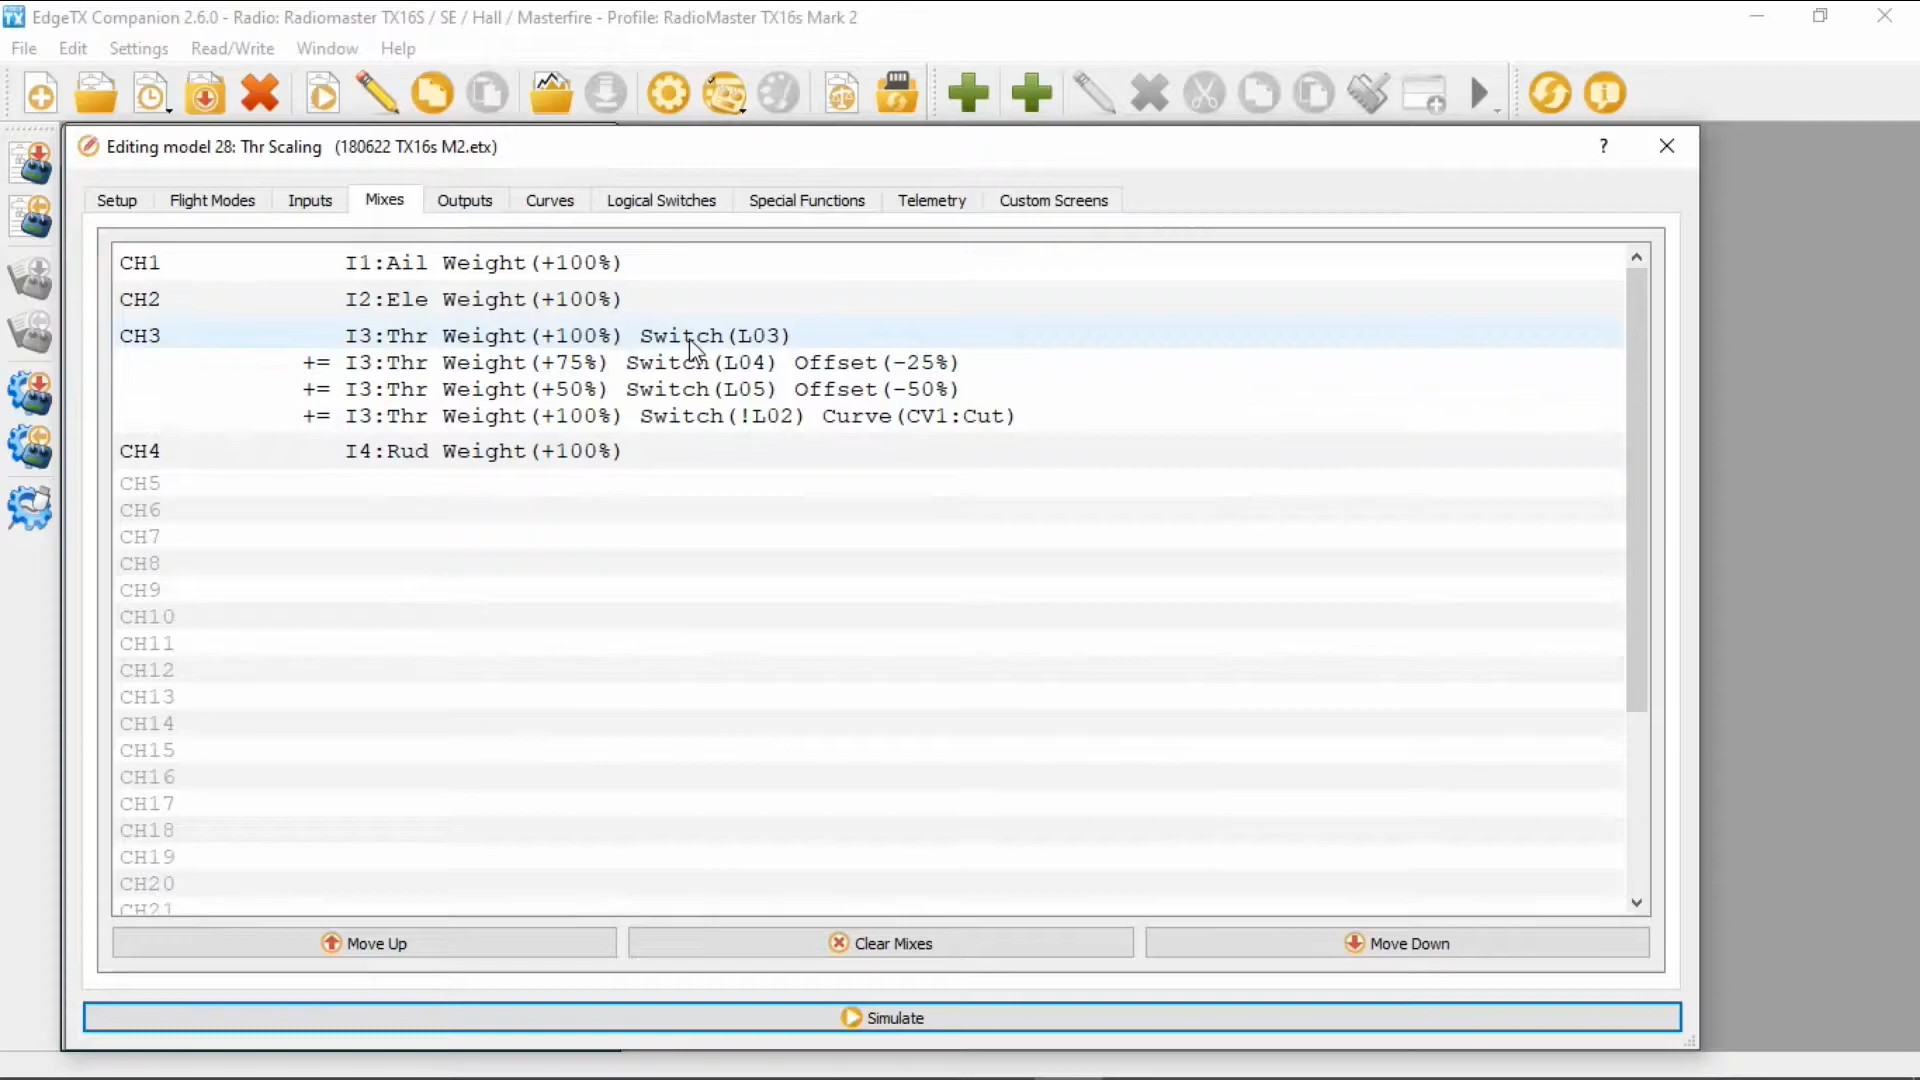 EdgeTX Companion 2.6.0 - Radio: Radiomaster TX16S / SE / Hall / Masterfire - Profile: RadioMaster TX16s Mark 2
File Edit Settings Read/Write Window Help
Editing model 28: Thr Scaling (180622 TX16s M2.etx) ?
Setup Flight Modes Inputs Mixes Outputs Curves Logical Switches Special Functions Telemetry Custom Screens
CH1 I1:Ail Weight(+100%)
CH2 I2:Ele Weight(+100%)
CH3 I3:Thr Weight(+100%) Switch(L03)
+= I3:Thr Weight(+75%) Switch(L04) Offset(-25%)
+= I3:Thr Weight(+50%) Switch(L05) Offset(-50%)
+= I3:Thr Weight(+100%) Switch(!L02) Curve(CV1:Cut)
CH4 I4:Rud Weight(+100%)
CH5
CH6
CH7
CH8
CH9
CH10
CH11
CH12
CH13
CH14
CH15
CH16
CH17
CH18
CH19
CH20
CH21
Move Up Clear Mixes Move Down
Simulate